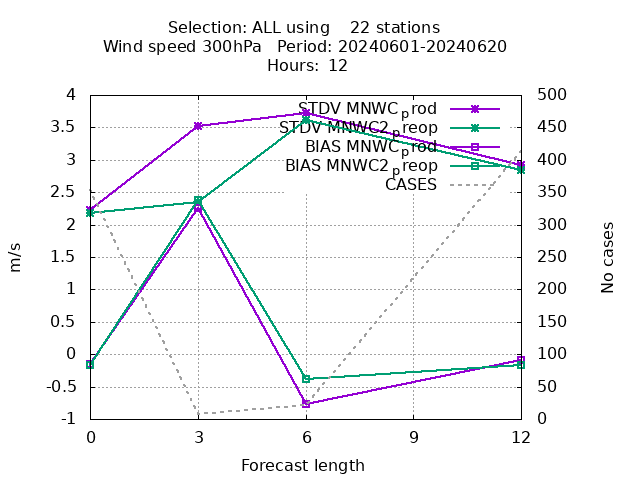 Selection: ALL using    22 stations
Wind speed 300hPa   Period: 20240601-20240620
Hours:  12
STDV MNWC_prod
STDV MNWC2_preop
BIAS MNWC_prod
BIAS MNWC2_preop
CASES
4
3.5
3
2.5
2
1.5
1
0.5
0
-0.5
-1
500
450
400
350
300
250
200
150
100
50
0
m/s
No cases
0 3 6 9 12
Forecast length